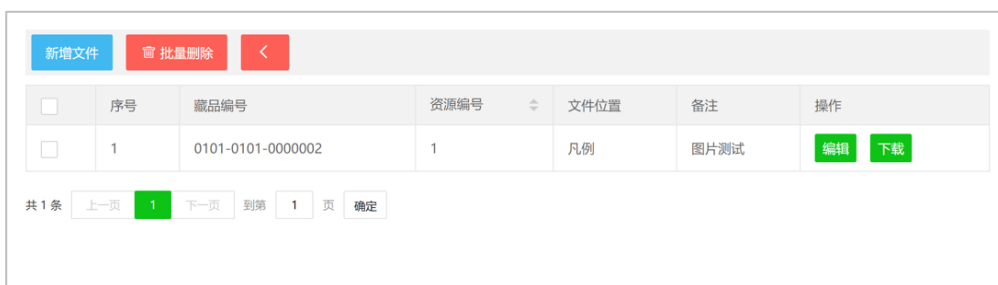 新增文件 批量删除
序号 藏品编号 资源编号 文件位置 备注 操作
1 0101-0101-0000002 1 凡例 图片测试 编辑 下载
共 1 条 上一页 1 下一页 到第 1 页 确定